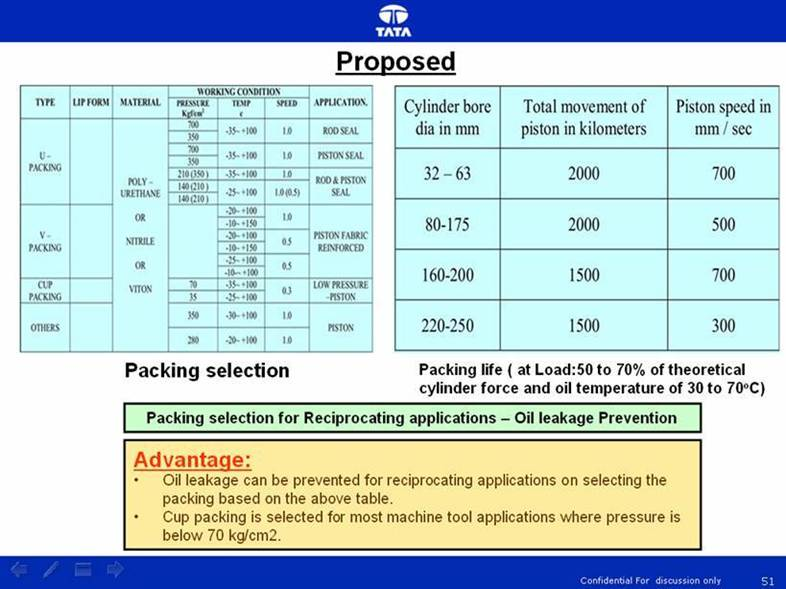 TATA
Proposed
TYPE LIP FORM MATERIAL WORKING CONDITION APPLICATION.
PRESSURE Kgf/cm² TEMP c SPEED
U – PACKING
POLY – URETHANE OR NITRILE OR VITON
700 -35~ +100 1.0 ROD SEAL
350
700 -35~ +100 1.0 PISTON SEAL
350
210 (350) -35~ +100 1.0 ROD & PISTON SEAL
140 (210) -25~ +100 1.0 (0.5)
140 (210)
V – PACKING
-20~ +100 1.0 PISTON FABRIC REINFORCED
-10~ +150
-20~ +100 0.5
-10~ +150
-25~ +100 0.5
-10~~ +100
CUP PACKING 70 -35~ +100 0.3 LOW PRESSURE –PISTON
35 -25~ +100
OTHERS 350 -30~ +100 1.0 PISTON
280 -20~ +100 1.0
Packing selection
Cylinder bore dia in mm Total movement of piston in kilometers Piston speed in mm / sec
32 – 63 2000 700
80-175 2000 500
160-200 1500 700
220-250 1500 300
Packing life ( at Load:50 to 70% of theoretical
cylinder force and oil temperature of 30 to 70°C)
Packing selection for Reciprocating applications – Oil leakage Prevention
Advantage:
• Oil leakage can be prevented for reciprocating applications on selecting the
packing based on the above table.
• Cup packing is selected for most machine tool applications where pressure is
below 70 kg/cm2.
Confidential For discussion only 51